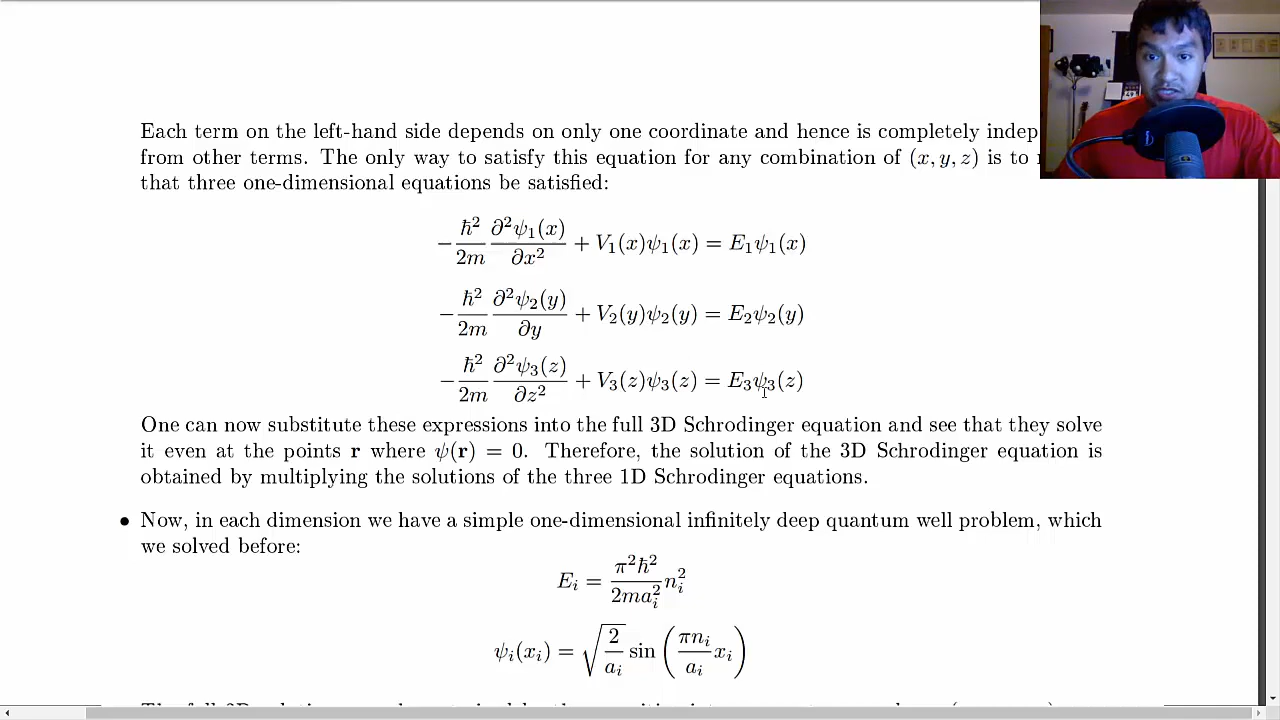 Each term on the left-hand side depends on only one coordinate and hence is completely
from other terms. The only way to satisfy this equation for any combination of (x, y, z) is to
that three one-dimensional equations be satisfied:
−ℏ²/2m ∂²ψ₁(x)/∂x² + V₁(x)ψ₁(x) = E₁ψ₁(x)
−ℏ²/2m ∂²ψ₂(y)/∂y + V₂(y)ψ₂(y) = E₂ψ₂(y)
−ℏ²/2m ∂²ψ₃(z)/∂z² + V₃(z)ψ₃(z) = E₃ψ₃(z)
One can now substitute these expressions into the full 3D Schrodinger equation and see that they solve
it even at the points r where ψ(r) = 0. Therefore, the solution of the 3D Schrodinger equation is
obtained by multiplying the solutions of the three 1D Schrodinger equations.
• Now, in each dimension we have a simple one-dimensional infinitely deep quantum well problem, which
we solved before:
Eᵢ = π²ℏ²/2maᵢ² nᵢ²
ψᵢ(xᵢ) = √(2/aᵢ) sin (πnᵢ/aᵢ xᵢ)